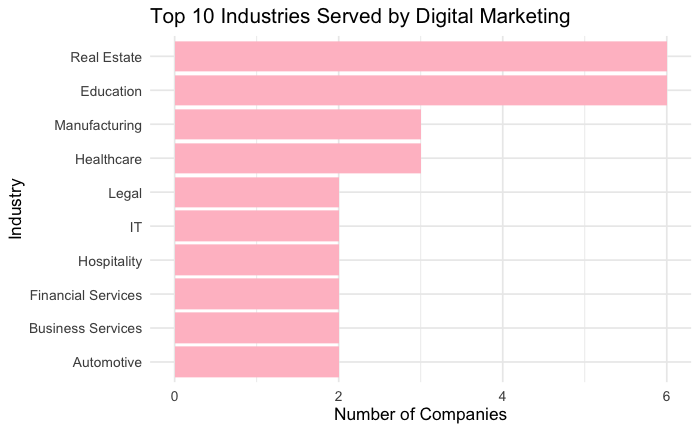 Top 10 Industries Served by Digital Marketing
Industry
Real Estate
Education
Manufacturing
Healthcare
Legal
IT
Hospitality
Financial Services
Business Services
Automotive
0 2 4 6
Number of Companies